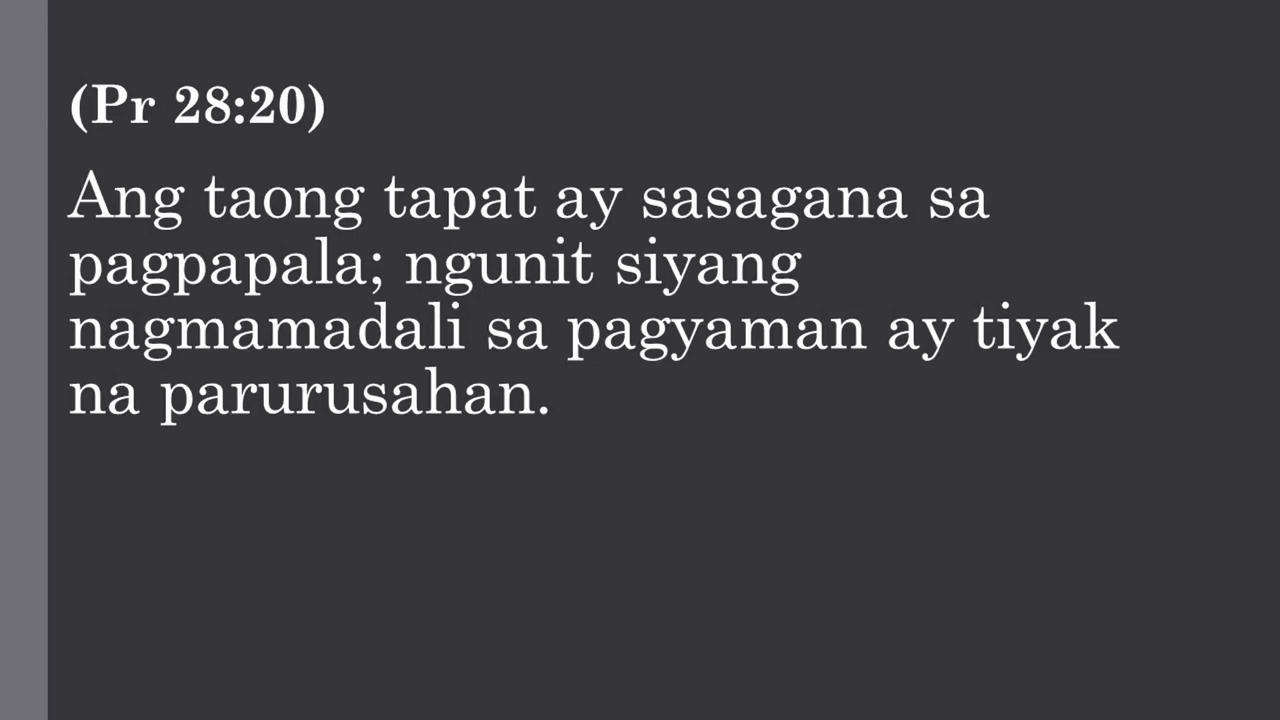 (Pr 28:20)
Ang taong tapat ay sasagana sa
pagpapala; ngunit siyang
nagmamadali sa pagyaman ay tiyak
na parurusahan.